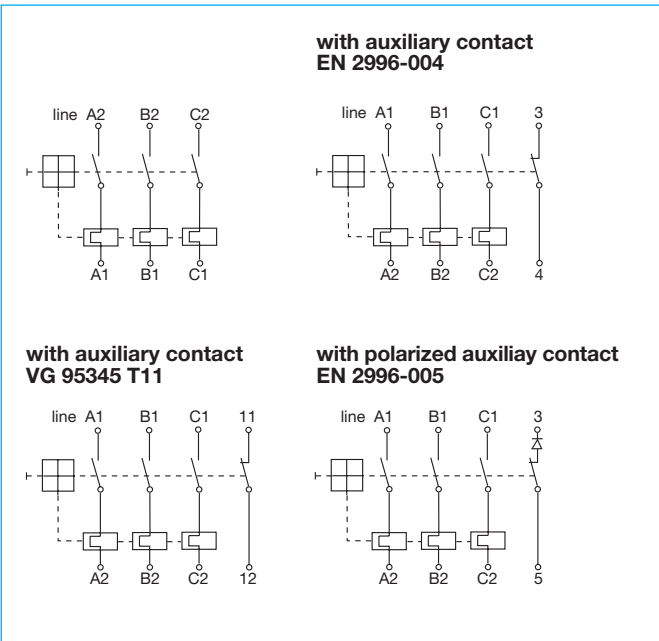 with auxiliary contact
EN 2996-004
line A2 B2 C2
A1 B1 C1
line A1 B1 C1 3
A2 B2 C2 4
with auxiliary contact
VG 95345 T11
line A1 B1 C1 11
A2 B2 C2 12
with polarized auxiliay contact
EN 2996-005
line A1 B1 C1 3
A2 B2 C2 5